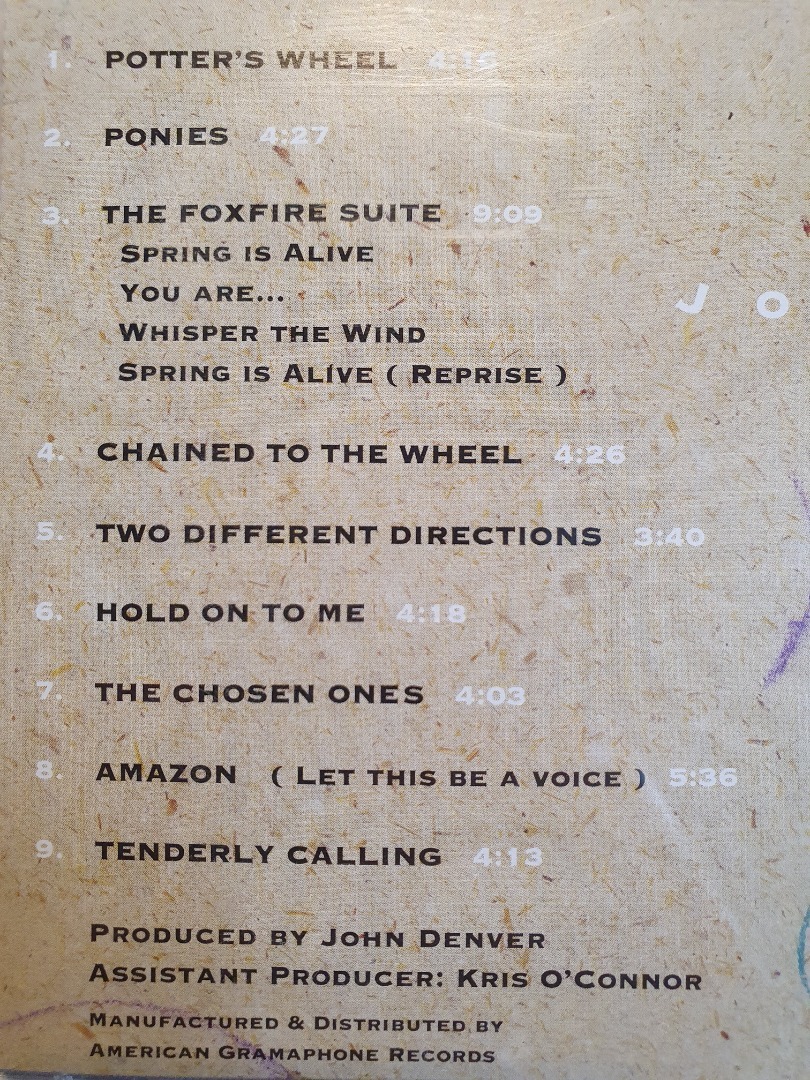 1. POTTER'S WHEEL 4:16
2. PONIES 4:27
3. THE FOXFIRE SUITE 9:09
SPRING IS ALIVE
YOU ARE...
WHISPER THE WIND
SPRING IS ALIVE ( REPRISE )
J O
4. CHAINED TO THE WHEEL 4:26
5. TWO DIFFERENT DIRECTIONS 3:40
6. HOLD ON TO ME 4:18
7. THE CHOSEN ONES 4:03
8. AMAZON ( LET THIS BE A VOICE ) 5:36
9. TENDERLY CALLING 4:13
PRODUCED BY JOHN DENVER
ASSISTANT PRODUCER: KRIS O'CONNOR
MANUFACTURED & DISTRIBUTED BY
AMERICAN GRAMAPHONE RECORDS